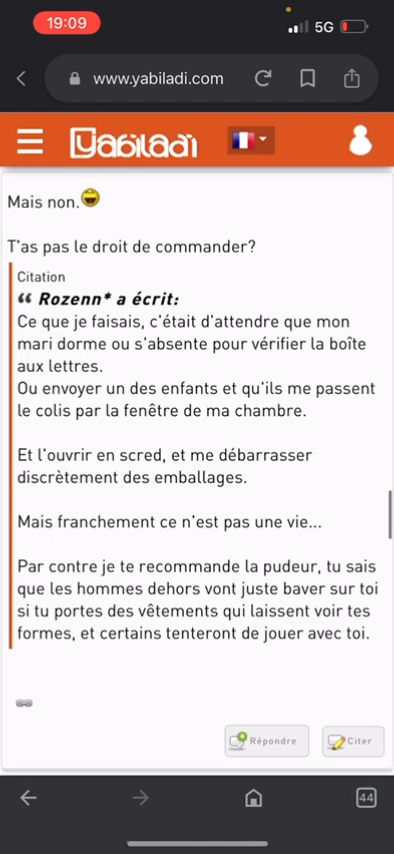 19:09
5G
www.yabiladi.com
Yabiladi
Mais non.
T'as pas le droit de commander?
Citation
“ Rozenn* a écrit:
Ce que je faisais, c'était d'attendre que mon
mari dorme ou s'absente pour vérifier la boîte
aux lettres.
Ou envoyer un des enfants et qu'ils me passent
le colis par la fenêtre de ma chambre.
Et l'ouvrir en scred, et me débarrasser
discrètement des emballages.
Mais franchement ce n'est pas une vie...
Par contre je te recommande la pudeur, tu sais
que les hommes dehors vont juste baver sur toi
si tu portes des vêtements qui laissent voir tes
formes, et certains tenteront de jouer avec toi.
Répondre
Citer
44